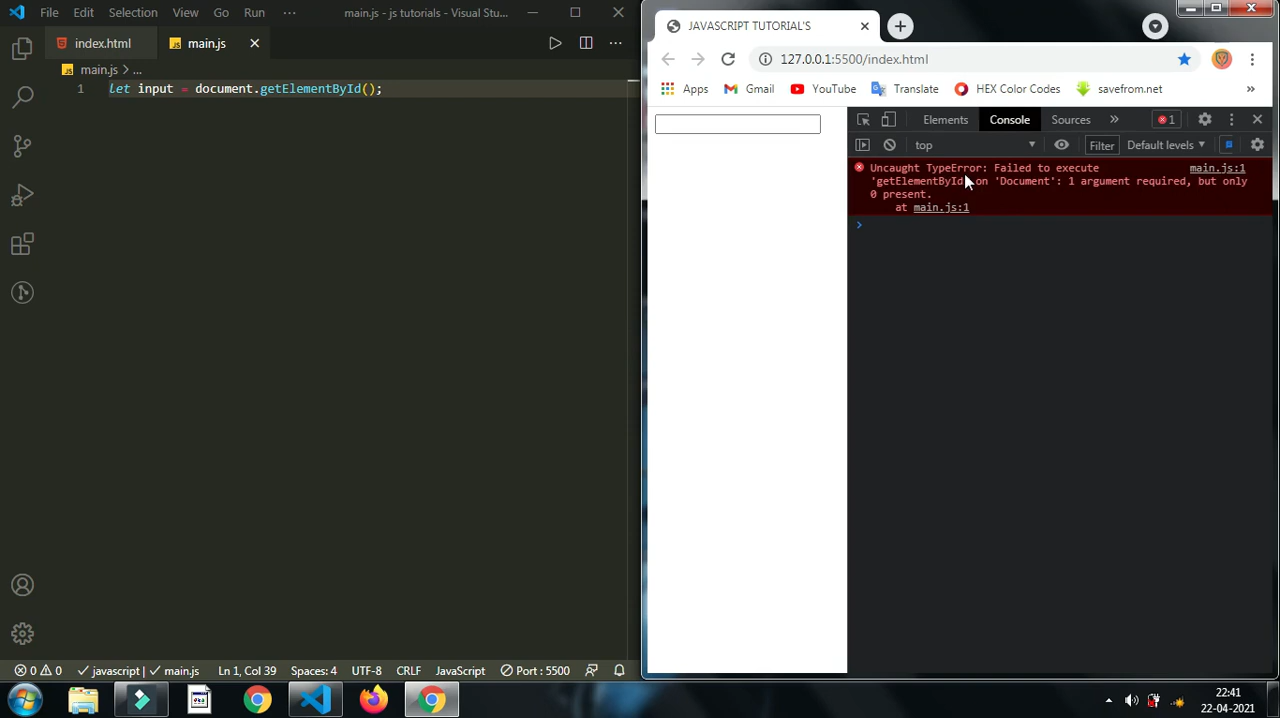 File Edit Selection View Go Run ··· main.js - js tutorials - Visual Stu...
index.html main.js
main.js > ...
1 let input = document.getElementById();
JAVASCRIPT TUTORIAL'S
127.0.0.1:5500/index.html
Apps Gmail YouTube Translate HEX Color Codes savefrom.net »
Elements Console Sources » 1
top Filter Default levels
Uncaught TypeError: Failed to execute main.js:1
'getElementById on 'Document': 1 argument required, but only
0 present.
at main.js:1
>
0 0 javascript main.js Ln 1, Col 39 Spaces: 4 UTF-8 CRLF JavaScript Port : 5500
22:41
22-04-2021